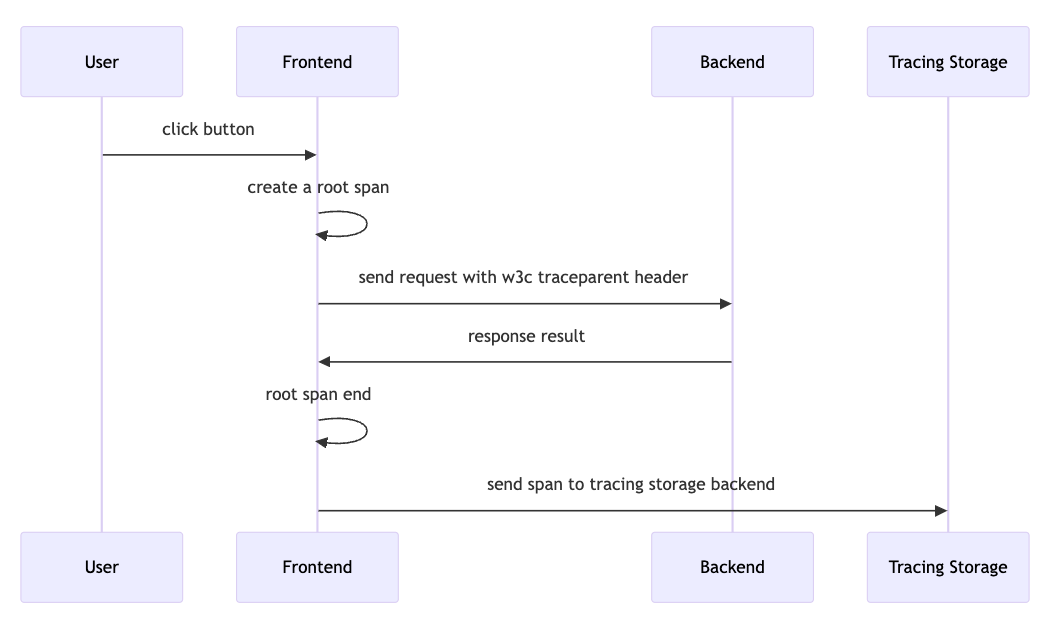 User
Frontend
Backend
Tracing Storage
click button
create a root span
send request with w3c traceparent header
response result
root span end
send span to tracing storage backend
User
Frontend
Backend
Tracing Storage